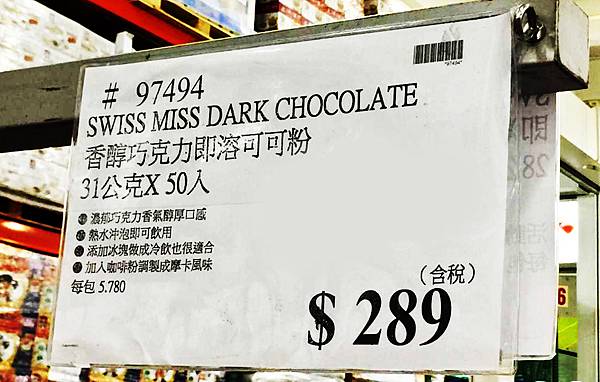 *97494*
# 97494
SWISS MISS DARK CHOCOLATE
香醇巧克力即溶可可粉
31公克X 50入
濃郁巧克力香氣醇厚口感
熱水沖泡即可飲用
添加冰塊做成冷飲也很適合
加入咖啡粉調製成摩卡風味
每包 5.780
(含稅)
$ 289